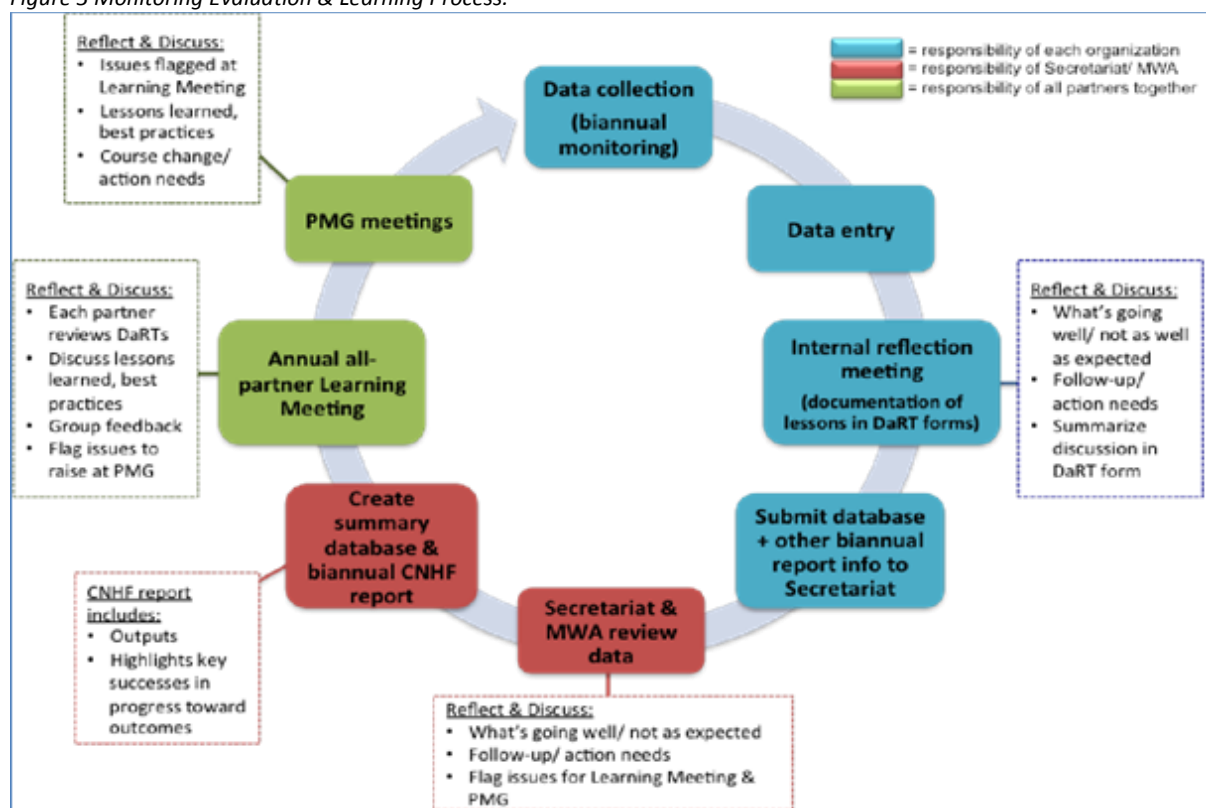 Figure 3 Monitoring Evaluation & Learning Process.
Reflect & Discuss:
• Issues flagged at
Learning Meeting
• Lessons learned,
best practices
• Course change/
action needs
= responsibility of each organization
= responsibility of Secretariat/ MWA
= responsibility of all partners together
Data collection
(biannual
monitoring)
Data entry
Reflect & Discuss:
• What's going
well/ not as well
as expected
• Follow-up/
action needs
• Summarize
discussion in
DaRT form
Internal reflection
meeting
(documentation of
lessons in DaRT forms)
Submit database
+ other biannual
report info to
Secretariat
Secretariat &
MWA review
data
Reflect & Discuss:
• What's going well/ not as expected
• Follow-up/ action needs
• Flag issues for Learning Meeting &
PMG
Create
summary
database &
biannual CNHF
report
CNHF report
includes:
• Outputs
• Highlights key
successes in
progress toward
outcomes
Annual all-
partner Learning
Meeting
Reflect & Discuss:
• Each partner
reviews DaRTs
• Discuss lessons
learned, best
practices
• Group feedback
• Flag issues to
raise at PMG
PMG meetings